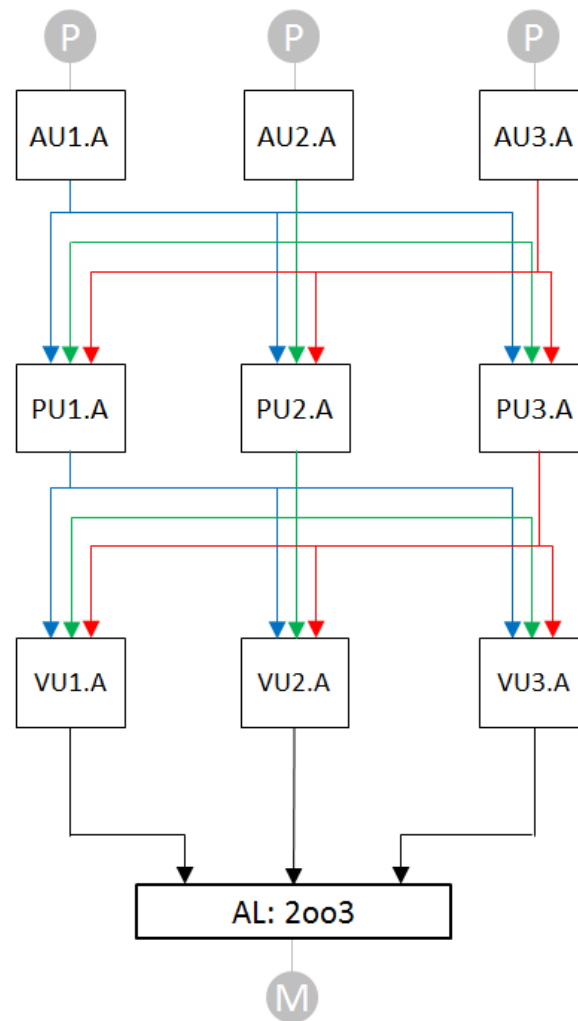 P P P
AU1.A AU2.A AU3.A
PU1.A PU2.A PU3.A
VU1.A VU2.A VU3.A
AL: 2oo3
M